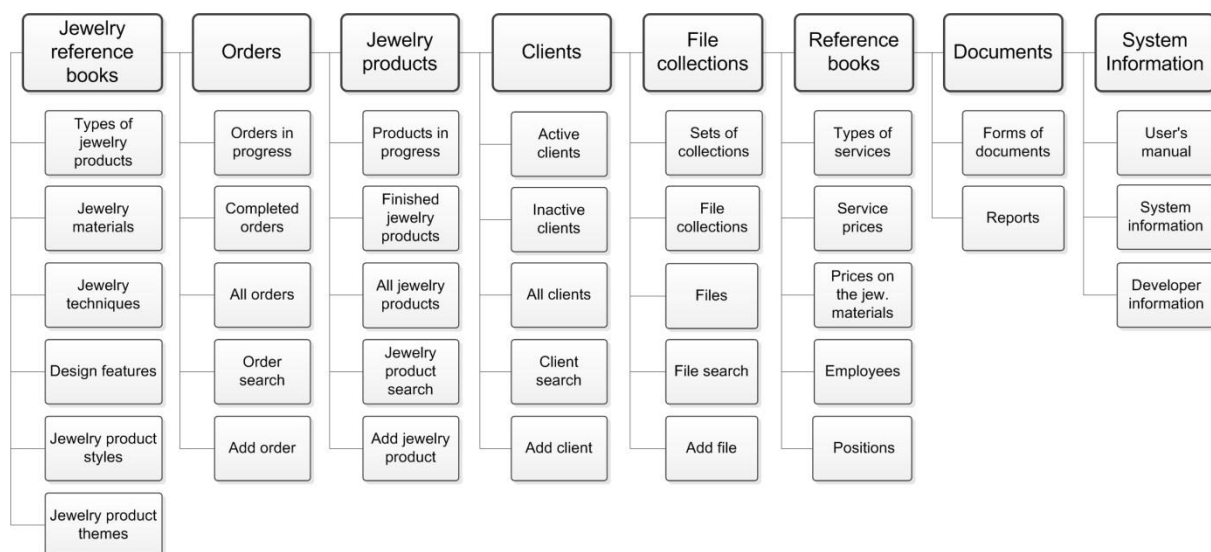 Jewelry
reference
books
Types of
jewelry
products
Jewelry
materials
Jewelry
techniques
Design features
Jewelry product
styles
Jewelry product
themes
Orders
Orders in
progress
Completed
orders
All orders
Order
search
Add order
Jewelry
products
Products in
progress
Finished
jewelry
products
All jewelry
products
Jewelry
product
search
Add jewelry
product
Clients
Active
clients
Inactive
clients
All clients
Client
search
Add client
File
collections
Sets of
collections
File
collections
Files
File search
Add file
Reference
books
Types of
services
Service
prices
Prices on
the jew.
materials
Employees
Positions
Documents
Forms of
documents
Reports
System
Information
User's
manual
System
information
Developer
information